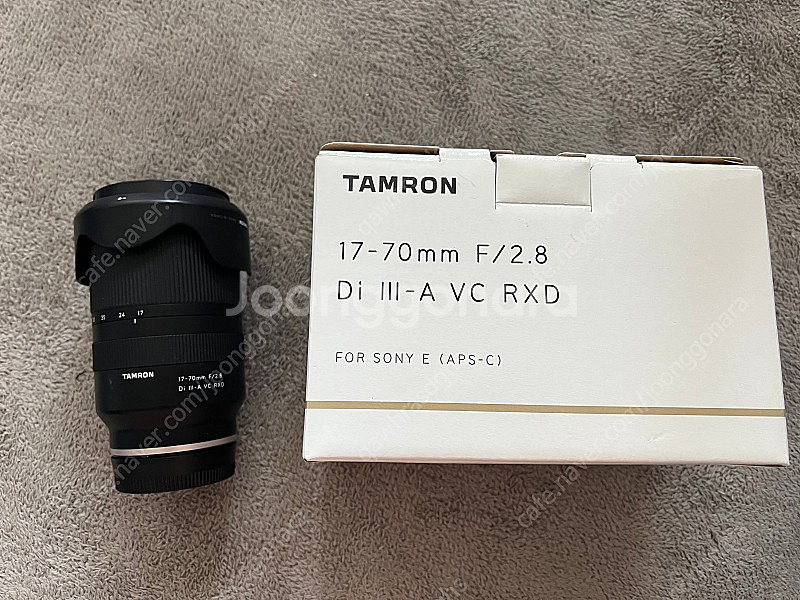 TAMRON
17-70mm F/2.8
Di III-A VC RXD
FOR SONY E (APS-C)
35 24 17
TAMRON
17-70mm F/2.8
Di III-A VC RXD
Joonggonara
cafe.naver.com/joonggonara